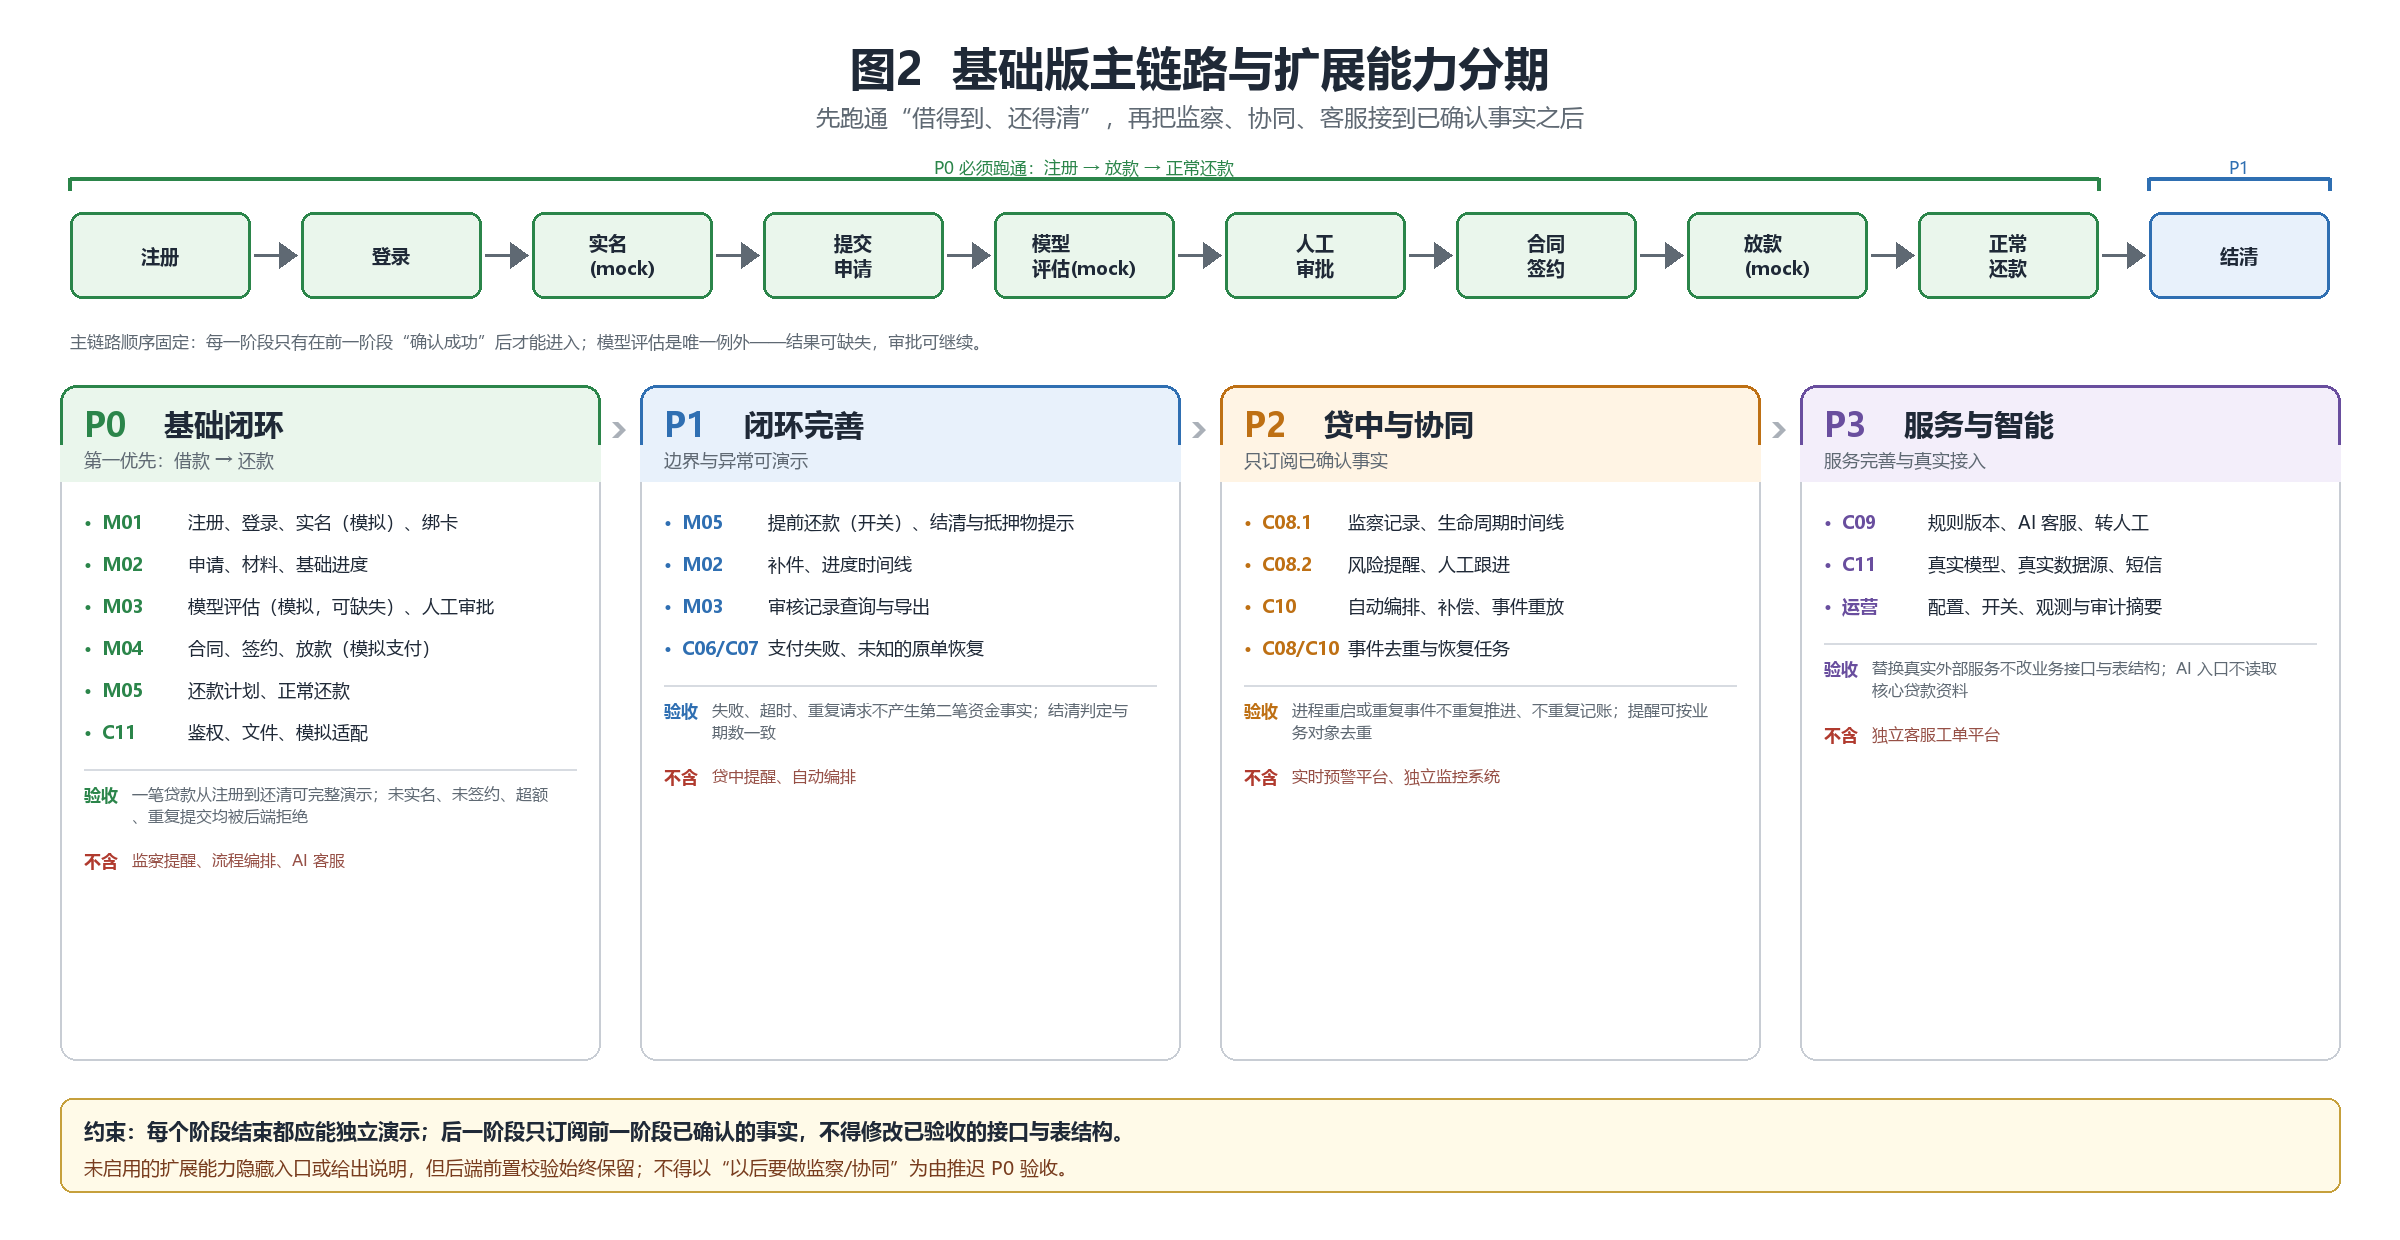 图2 基础版主链路与扩展能力分期
先跑通“借得到、还得清”，再把监察、协同、客服接到已确认事实之后
P0 必须跑通：注册 → 放款 → 正常还款
P1
注册
登录
实名
(mock)
提交
申请
模型
评估(mock)
人工
审批
合同
签约
放款
(mock)
正常
还款
结清
主链路顺序固定：每一阶段只有在前一阶段“确认成功”后才能进入；模型评估是唯一例外——结果可缺失，审批可继续。
P0 基础闭环
第一优先：借款 → 还款
• M01 注册、登录、实名（模拟）、绑卡
• M02 申请、材料、基础进度
• M03 模型评估（模拟，可缺失）、人工审批
• M04 合同、签约、放款（模拟支付）
• M05 还款计划、正常还款
• C11 鉴权、文件、模拟适配
验收 一笔贷款从注册到还清可完整演示；未实名、未签约、超额
、重复提交均被后端拒绝
不含 监察提醒、流程编排、AI 客服
›
P1 闭环完善
边界与异常可演示
• M05 提前还款（开关）、结清与抵押物提示
• M02 补件、进度时间线
• M03 审核记录查询与导出
• C06/C07 支付失败、未知的原单恢复
验收 失败、超时、重复请求不产生第二笔资金事实；结清判定与
期数一致
不含 贷中提醒、自动编排
›
P2 贷中与协同
只订阅已确认事实
• C08.1 监察记录、生命周期时间线
• C08.2 风险提醒、人工跟进
• C10 自动编排、补偿、事件重放
• C08/C10 事件去重与恢复任务
验收 进程重启或重复事件不重复推进、不重复记账；提醒可按业
务对象去重
不含 实时预警平台、独立监控系统
›
P3 服务与智能
服务完善与真实接入
• C09 规则版本、AI 客服、转人工
• C11 真实模型、真实数据源、短信
• 运营 配置、开关、观测与审计摘要
验收 替换真实外部服务不改业务接口与表结构；AI 入口不读取
核心贷款资料
不含 独立客服工单平台
约束：每个阶段结束都应能独立演示；后一阶段只订阅前一阶段已确认的事实，不得修改已验收的接口与表结构。
未启用的扩展能力隐藏入口或给出说明，但后端前置校验始终保留；不得以“以后要做监察/协同”为由推迟 P0 验收。